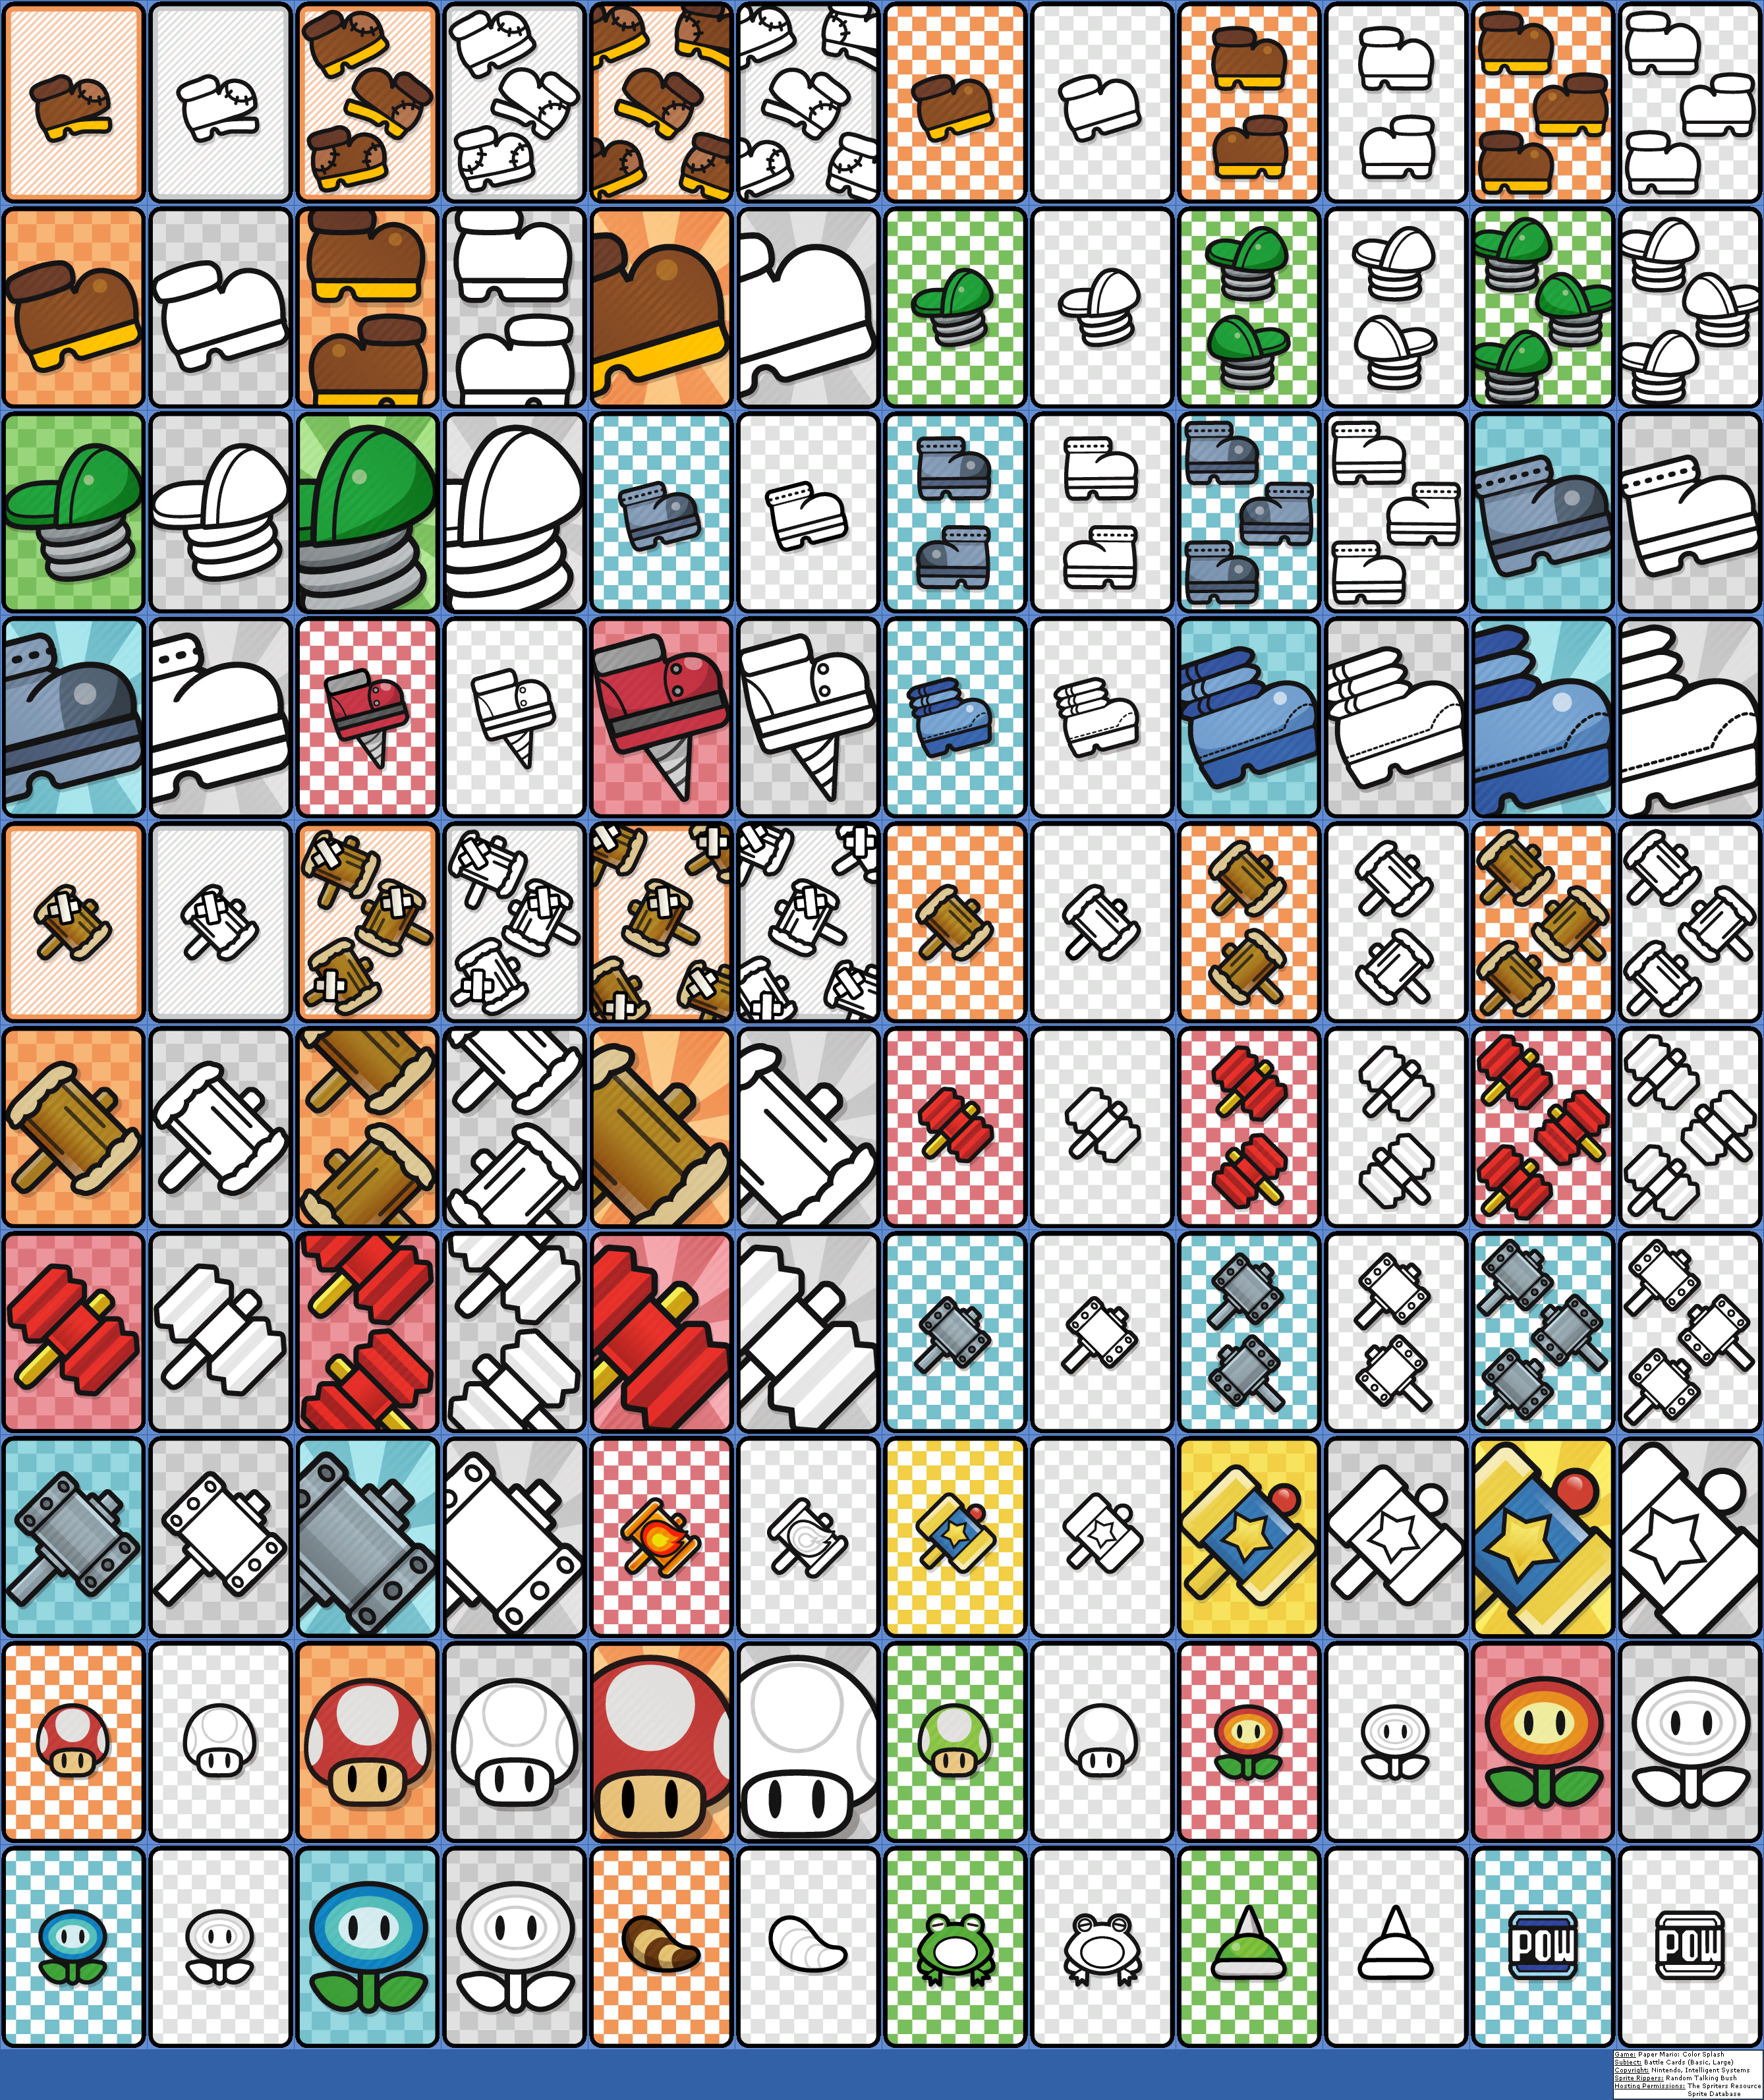 POW
POW
Game: Paper Mario: Color Splash
Subject: Battle Cards (Basic, Large)
Copyright: Nintendo, Intelligent Systems
Sprite Rippers: Random Talking Bush
Hosting Permissions: The Spriters Resource
Sprite Database